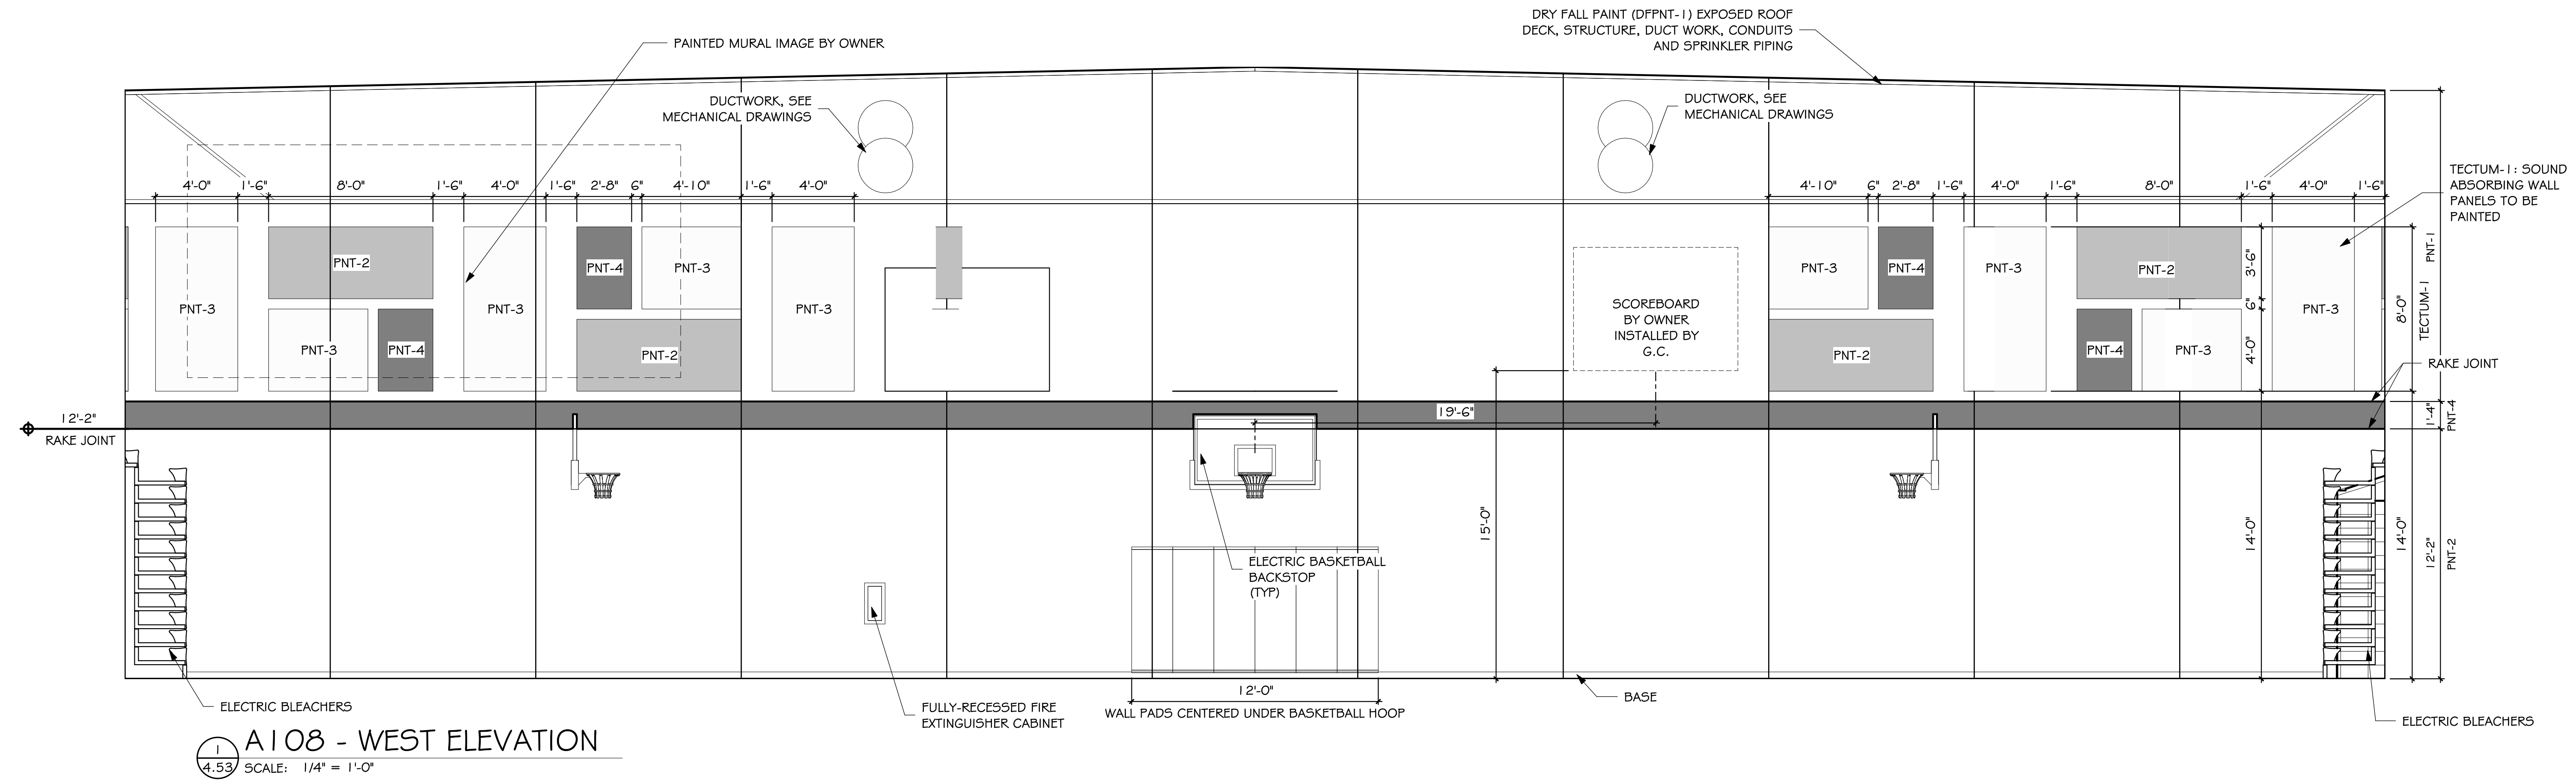 DRY FALL PAINT (DFPNT-1) EXPOSED ROOF
DECK, STRUCTURE, DUCT WORK, CONDUITS
AND SPRINKLER PIPING
PAINTED MURAL IMAGE BY OWNER
DUCTWORK, SEE
MECHANICAL DRAWINGS
DUCTWORK, SEE
MECHANICAL DRAWINGS
TECTUM-1: SOUND
ABSORBING WALL
PANELS TO BE
PAINTED
4'-0" 1'-6" 8'-0" 1'-6" 4'-0" 1'-6" 2'-8" 6" 4'-10" 1'-6" 4'-0"
4'-10" 6" 2'-8" 1'-6" 4'-0" 1'-6" 8'-0" 1'-6" 4'-0" 1'-6"
PNT-3
PNT-2
PNT-3
PNT-4
PNT-3
PNT-4
PNT-3
PNT-2
PNT-3
SCOREBOARD
BY OWNER
INSTALLED BY
G.C.
PNT-3
PNT-4
PNT-2
PNT-3
PNT-2
PNT-4
PNT-3
PNT-3
3'-6"
6"
4'-0"
8'-0"
TECTUM-1
PNT-1
RAKE JOINT
1'-4"
PNT-4
12'-2"
RAKE JOINT
19'-6"
15'-0"
14'-0"
14'-0"
12'-2"
PNT-2
ELECTRIC BASKETBALL
BACKSTOP
(TYP)
12'-0"
WALL PADS CENTERED UNDER BASKETBALL HOOP
BASE
ELECTRIC BLEACHERS
FULLY-RECESSED FIRE
EXTINGUISHER CABINET
ELECTRIC BLEACHERS
1
4.53
A108 - WEST ELEVATION
SCALE: 1/4" = 1'-0"